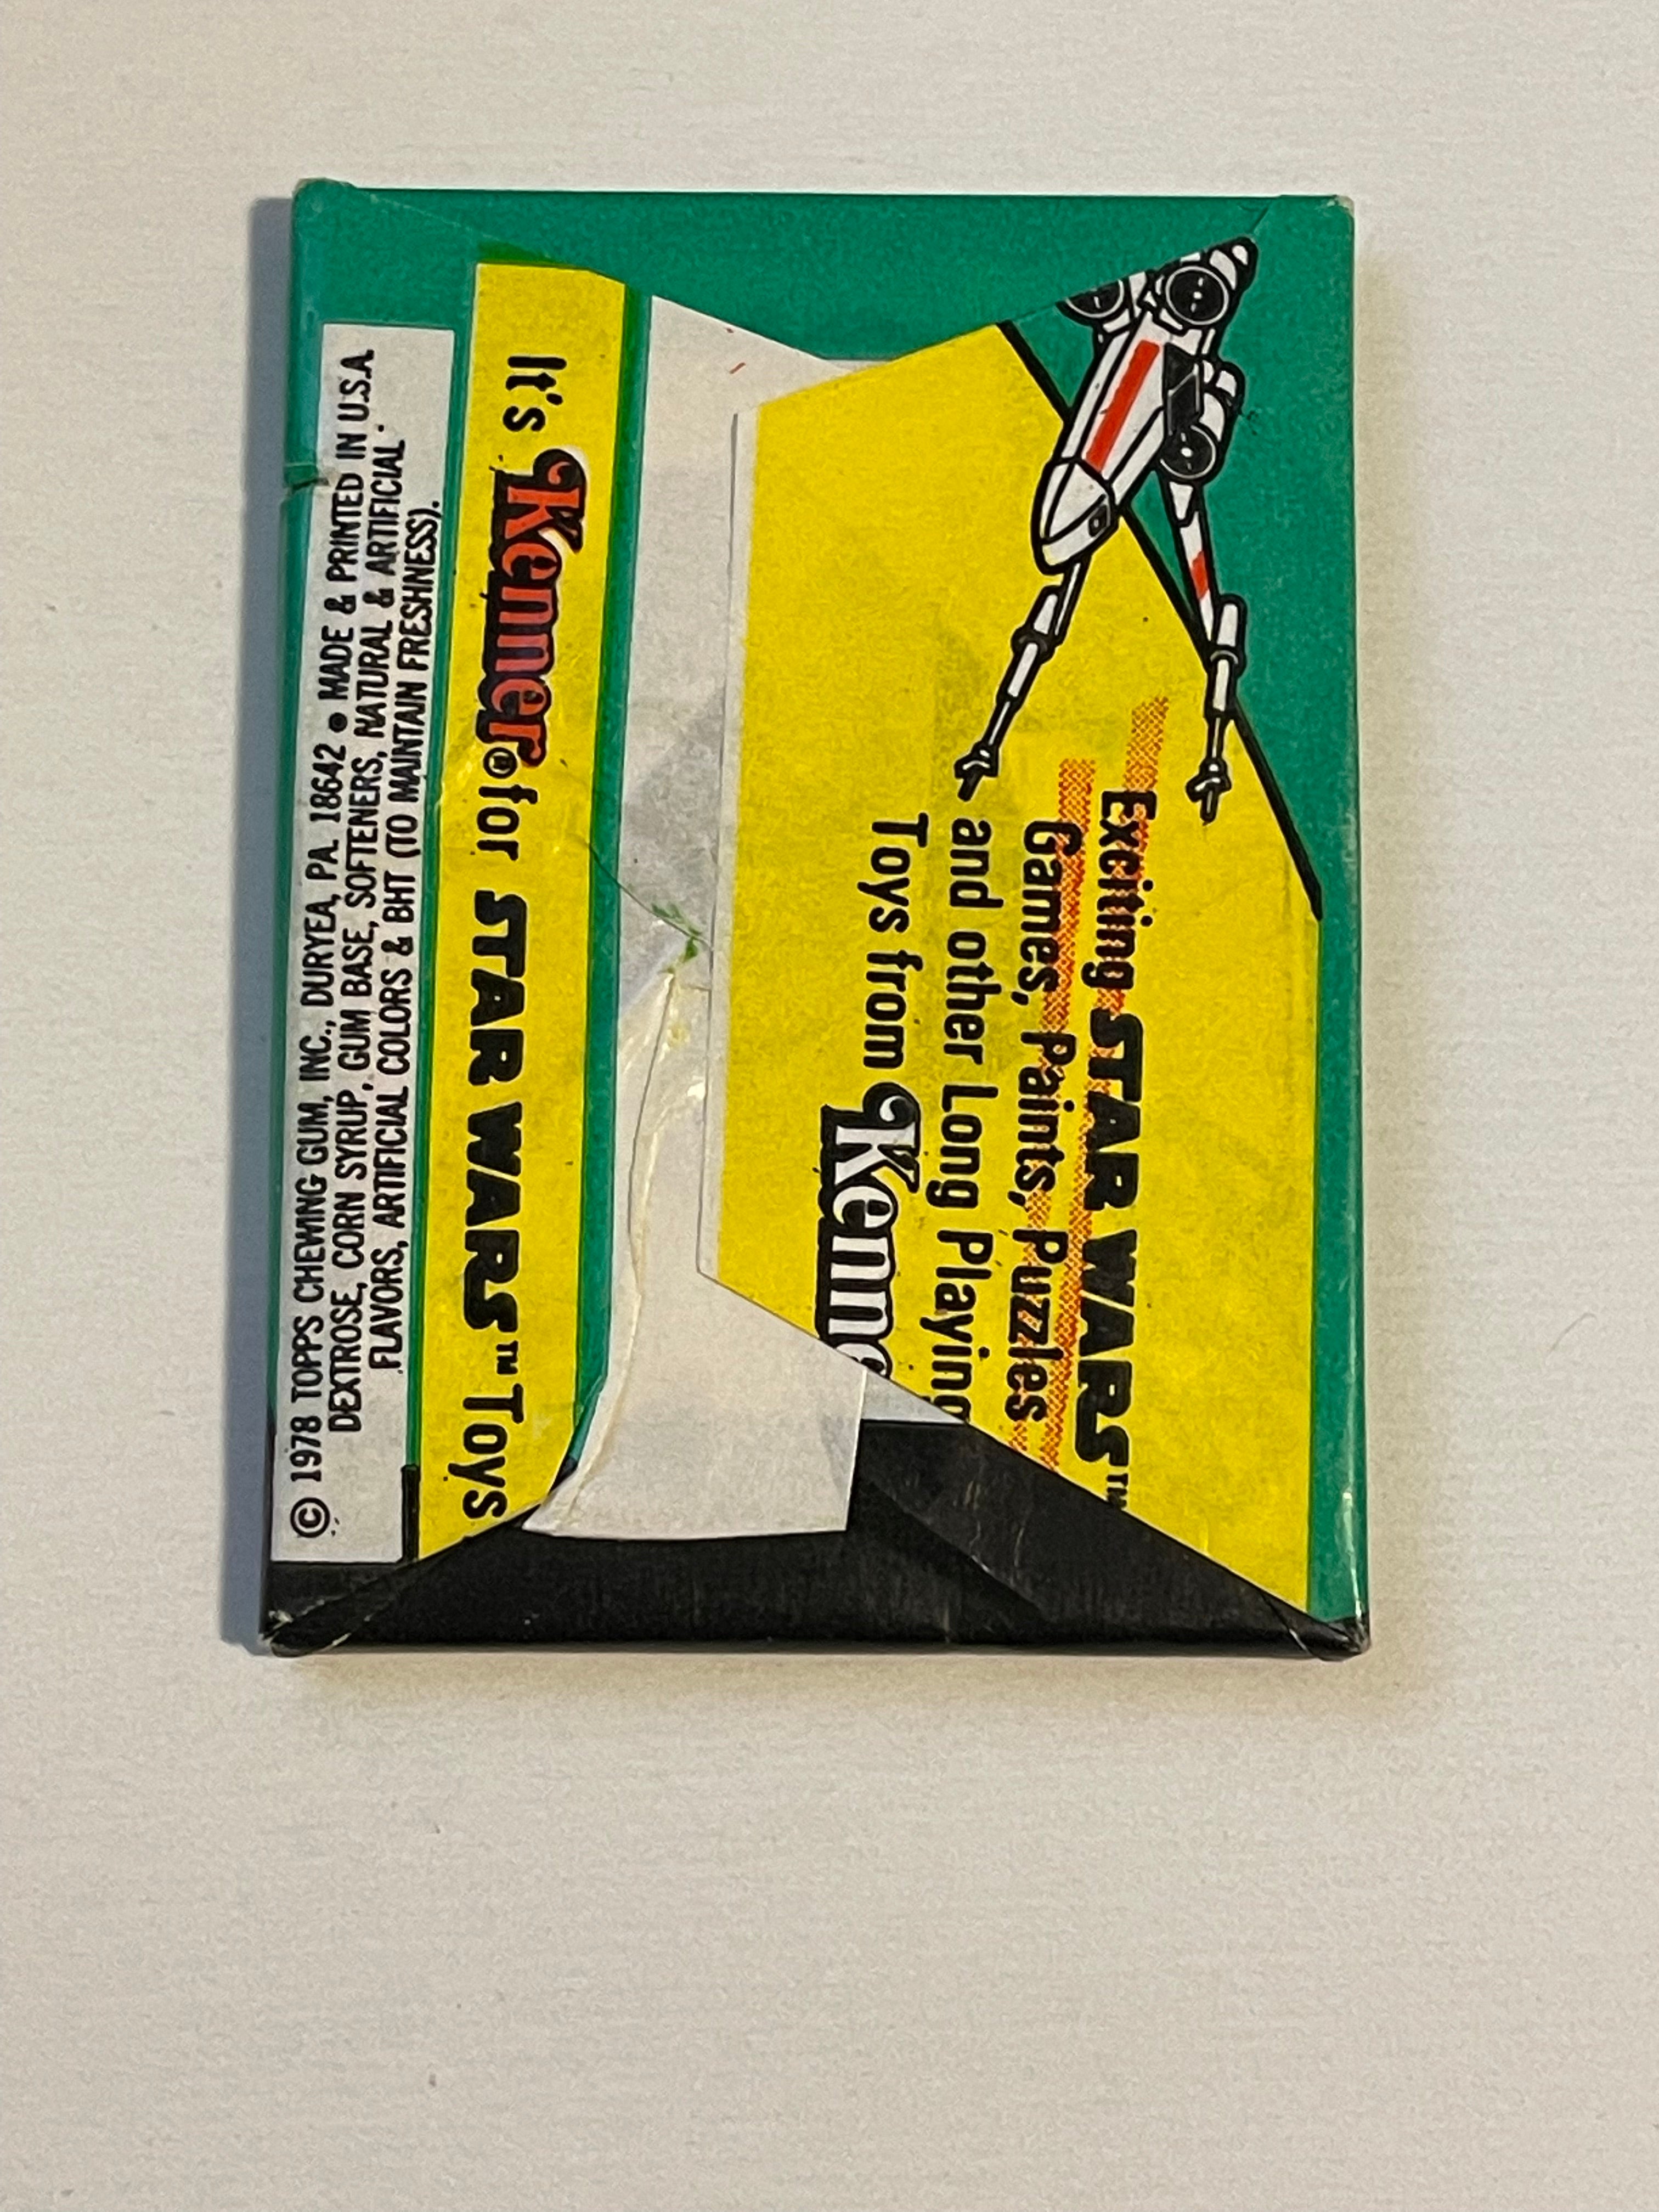 Exciting STAR WARS™
Games, Paints, Puzzles
and other Long Playing
Toys from Kenne
It's Kenner® for STAR WARS™ Toys
© 1978 TOPPS CHEWING GUM, INC., DURYEA, PA. 18642 • MADE & PRINTED IN U.S.A.
DEXTROSE, CORN SYRUP, GUM BASE, SOFTENERS, NATURAL & ARTIFICIAL
FLAVORS, ARTIFICIAL COLORS & BHT (TO MAINTAIN FRESHNESS).